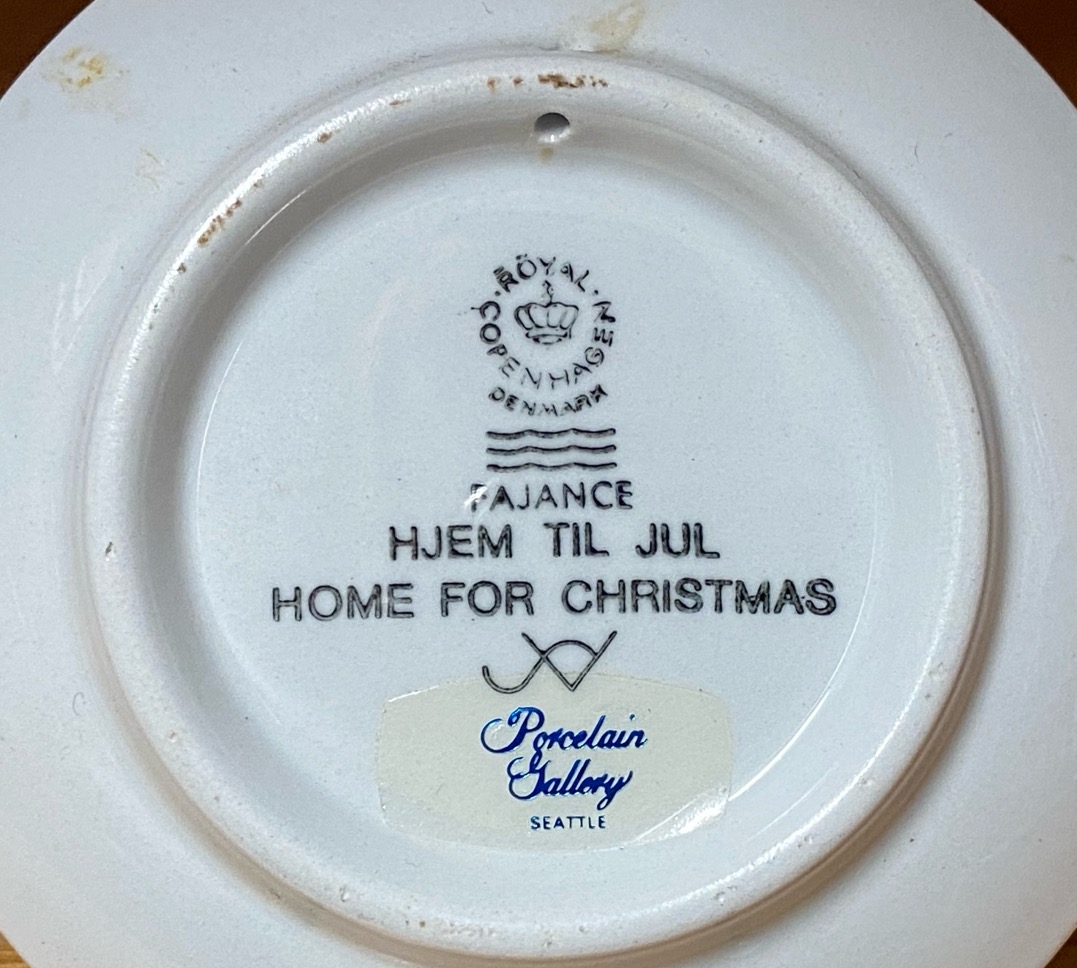 ROYAL
COPENHAGEN
DENMARK
FAJANCE
HJEM TIL JUL
HOME FOR CHRISTMAS
Porcelain
Gallery
SEATTLE